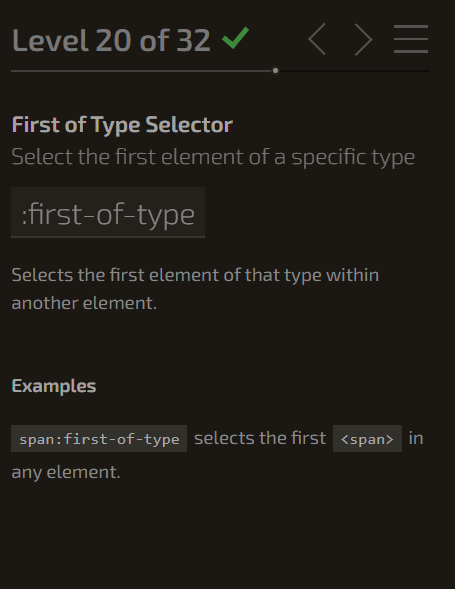 Level 20 of 32
First of Type Selector
Select the first element of a specific type
:first-of-type
Selects the first element of that type within
another element.
Examples
span:first-of-type selects the first <span> in
any element.